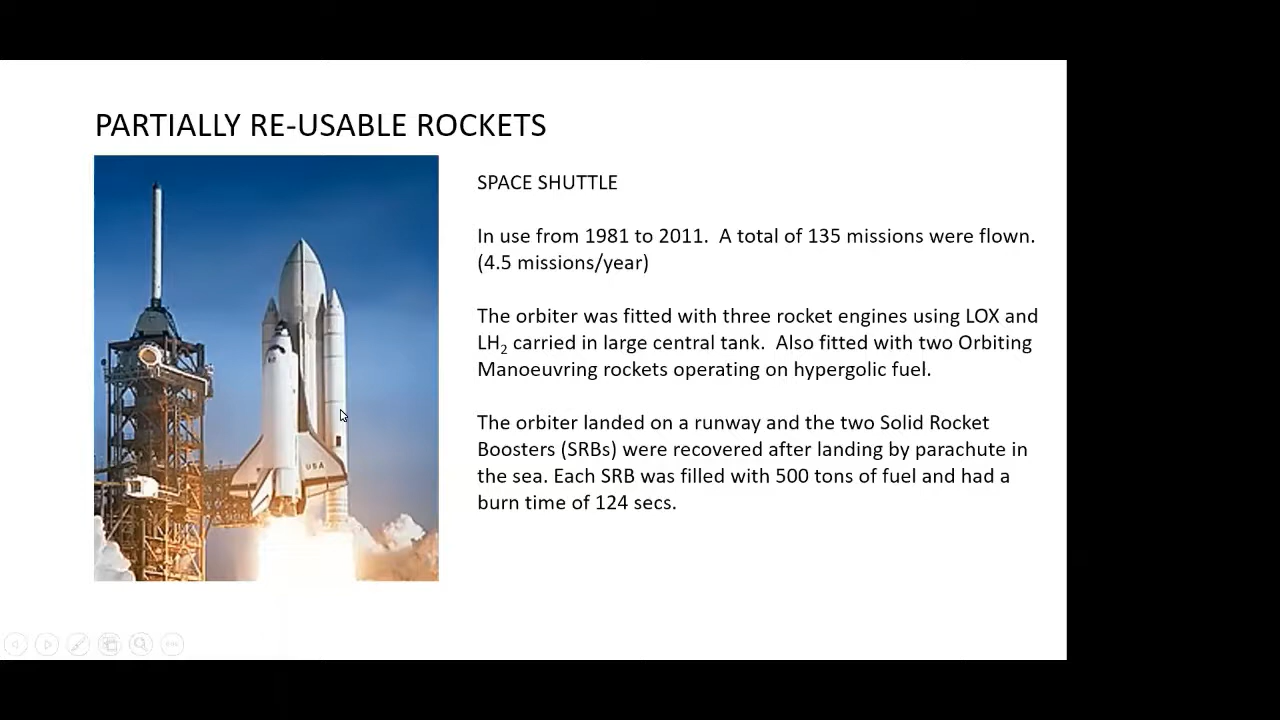 PARTIALLY RE-USABLE ROCKETS
SPACE SHUTTLE
In use from 1981 to 2011.  A total of 135 missions were flown.
(4.5 missions/year)
The orbiter was fitted with three rocket engines using LOX and
LH₂ carried in large central tank.  Also fitted with two Orbiting
Manoeuvring rockets operating on hypergolic fuel.
The orbiter landed on a runway and the two Solid Rocket
Boosters (SRBs) were recovered after landing by parachute in
the sea. Each SRB was filled with 500 tons of fuel and had a
burn time of 124 secs.
USA